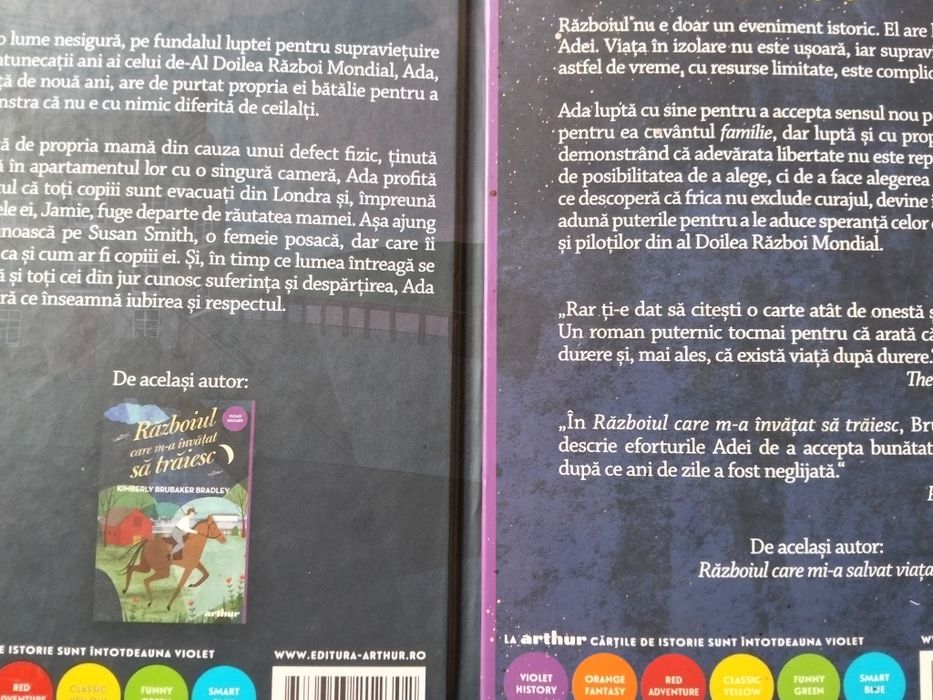 o lume nesigură, pe fundalul luptei pentru supraviețuire
ntunecații ani ai celui de-Al Doilea Război Mondial, Ada,
ță de nouă ani, are de purtat propria ei bătălie pentru a
nstra că nu e cu nimic diferită de ceilalți.
tă de propria mamă din cauza unui defect fizic, ținută
ă în apartamentul lor cu o singură cameră, Ada profită
tul că toți copiii sunt evacuați din Londra și, împreună
ele ei, Jamie, fuge departe de răutatea mamei. Așa ajung
noască pe Susan Smith, o femeie posacă, dar care îi
ca și cum ar fi copiii ei. Și, în timp ce lumea întreagă se
ă și toți cei din jur cunosc suferința și despărțirea, Ada
ră ce înseamnă iubirea și respectul.
De același autor:
VIOLET HISTORY
Războiul
care m-a învățat
să trăiesc
KIMBERLY BRUBAKER BRADLEY
arthur
E ISTORIE SUNT ÎNTOTDEAUNA VIOLET
WWW.EDITURA-ARTHUR.RO
RED
ADVENTURE
CLASSIC
YELLOW
FUNNY
GREEN
SMART
Războiul nu e doar un eveniment istoric. El are
Adei. Viața în izolare nu este ușoară, iar supravi
astfel de vreme, cu resurse limitate, este complic
Ada luptă cu sine pentru a accepta sensul nou p
pentru ea cuvântul familie, dar luptă și cu prop
demonstrând că adevărata libertate nu este rep
de posibilitatea de a alege, ci de a face alegerea
ce descoperă că frica nu exclude curajul, devine
adună puterile pentru a le aduce speranță celor
și piloților din al Doilea Război Mondial.
„Rar ți-e dat să citești o carte atât de onestă s
Un roman puternic tocmai pentru că arată că
durere și, mai ales, că există viață după durere.“
The
„În Războiul care m-a învățat să trăiesc, Bru
descrie eforturile Adei de a accepta bunătat
după ce ani de zile a fost neglijată.“
De același autor:
Războiul care mi-a salvat viața
LA arthur CĂRȚILE DE ISTORIE SUNT ÎNTOTDEAUNA VIOLET
VIOLET
HISTORY
ORANGE
FANTASY
RED
ADVENTURE
CLASSIC
YELLOW
FUNNY
GREEN
SMART
BLUE